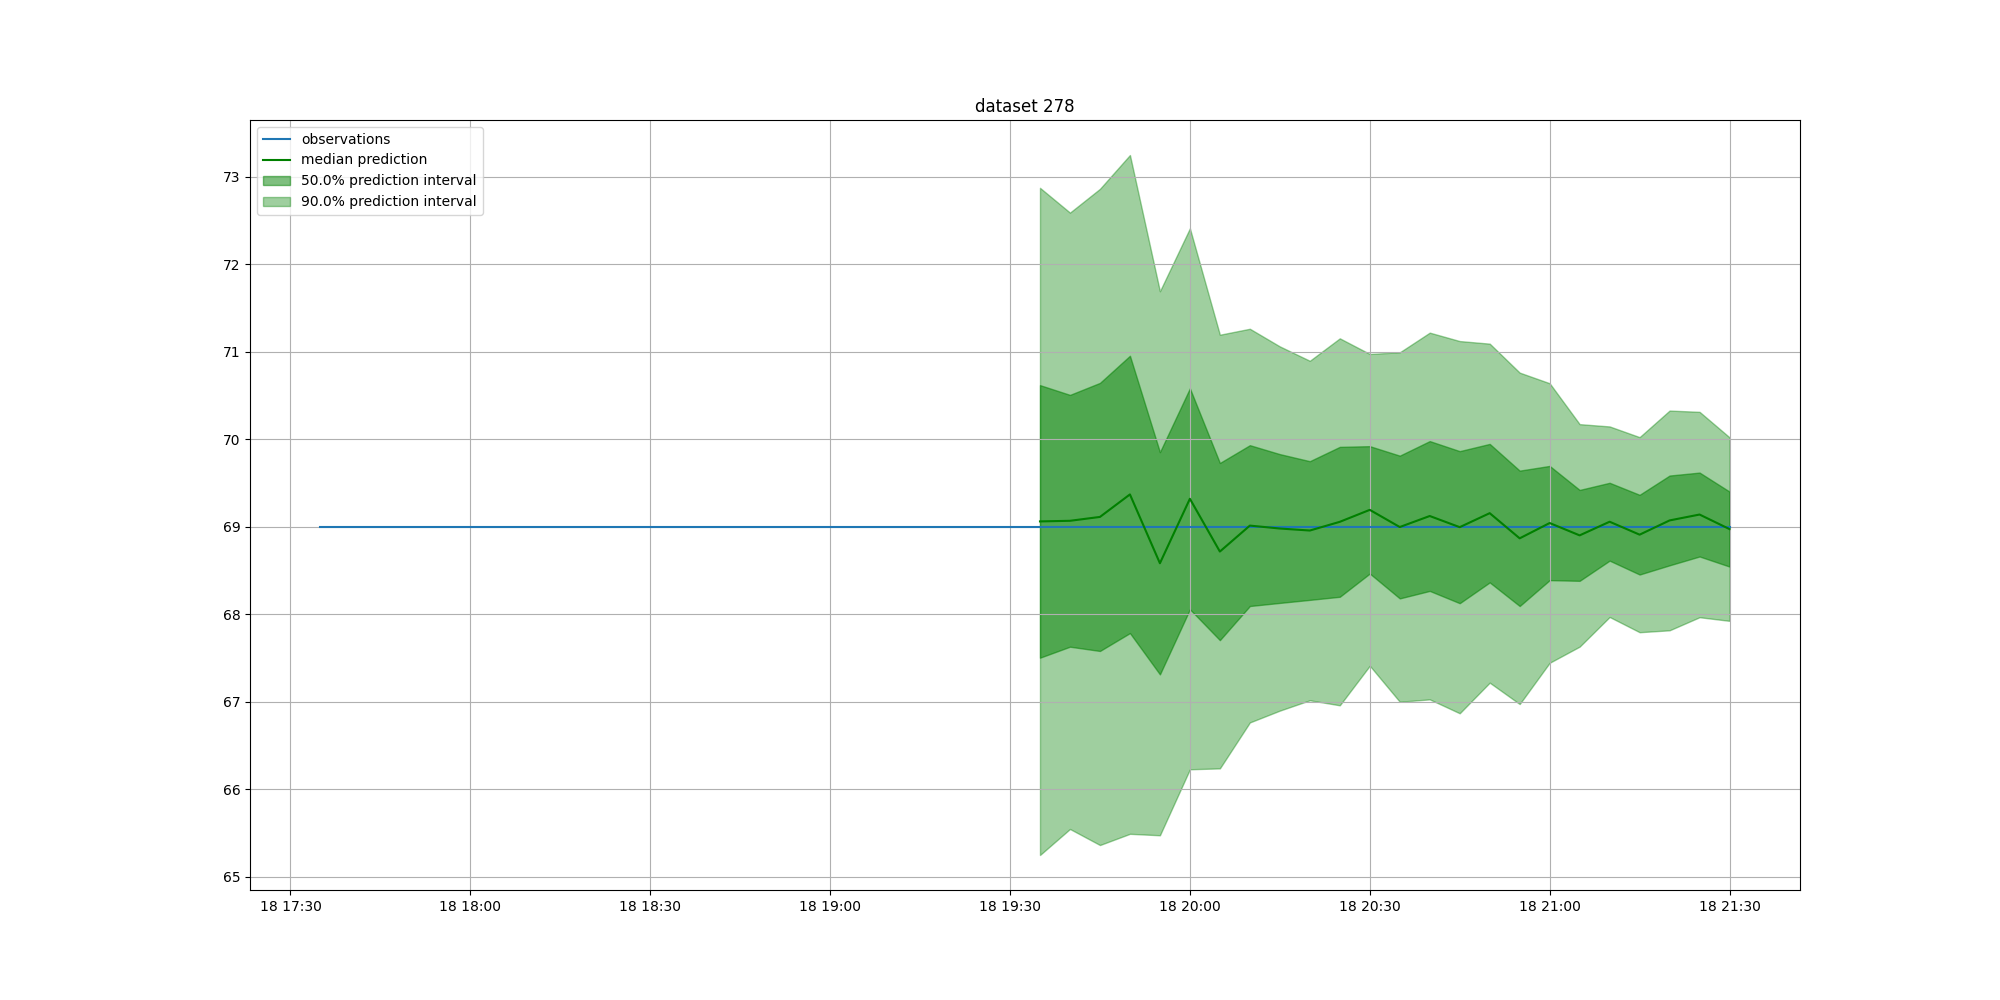 dataset 278
observations
median prediction
50.0% prediction interval
90.0% prediction interval
73
72
71
70
69
68
67
66
65
18 17:30 18 18:00 18 18:30 18 19:00 18 19:30 18 20:00 18 20:30 18 21:00 18 21:30